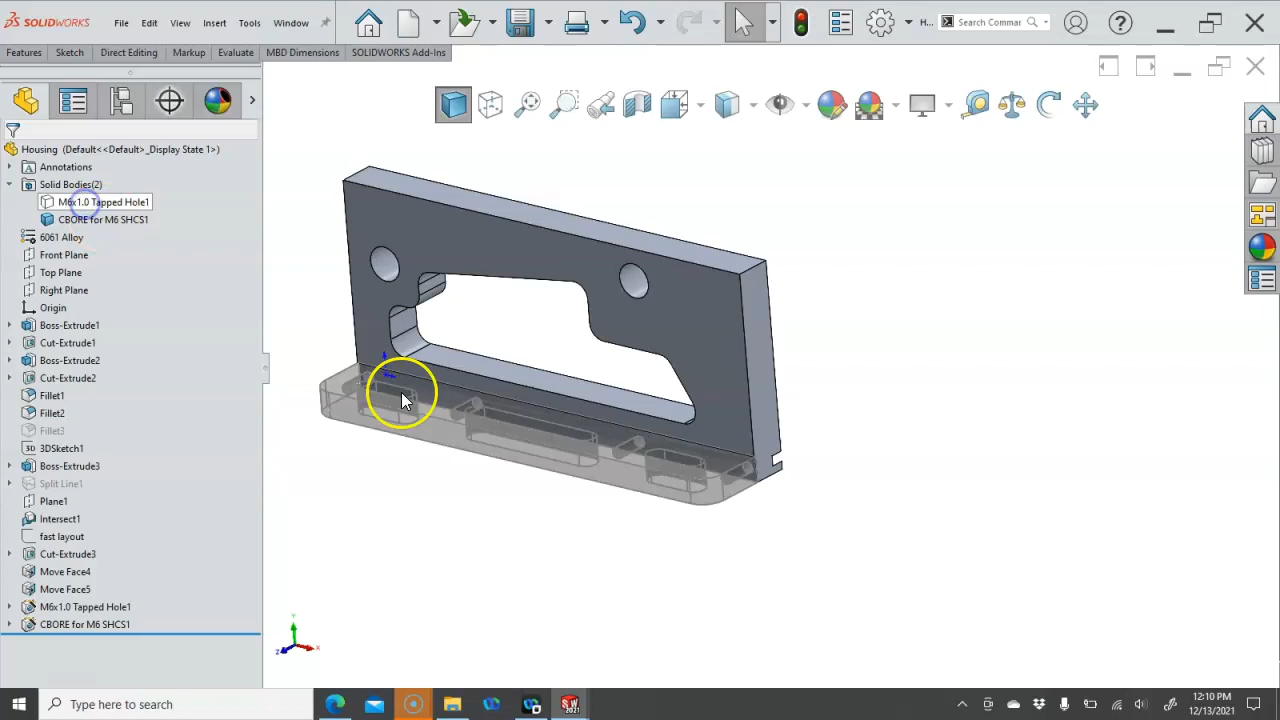 SOLIDWORKS File Edit View Insert Tools Window H... Search Commar
Features Sketch Direct Editing Markup Evaluate MBD Dimensions SOLIDWORKS Add-Ins
Housing (Default<<Default>_Display State 1>)
Annotations
Solid Bodies(2)
M6x1.0 Tapped Hole1
CBORE for M6 SHCS1
6061 Alloy
Front Plane
Top Plane
Right Plane
Origin
Boss-Extrude1
Cut-Extrude1
Boss-Extrude2
Cut-Extrude2
Fillet1
Fillet2
Fillet3
3D 3DSketch1
Boss-Extrude3
Split Line1
Plane1
Intersect1
fast layout
Cut-Extrude3
Move Face4
Move Face5
M6x1.0 Tapped Hole1
CBORE for M6 SHCS1
Y
Z X
Type here to search
SW
2021
12:10 PM
12/13/2021